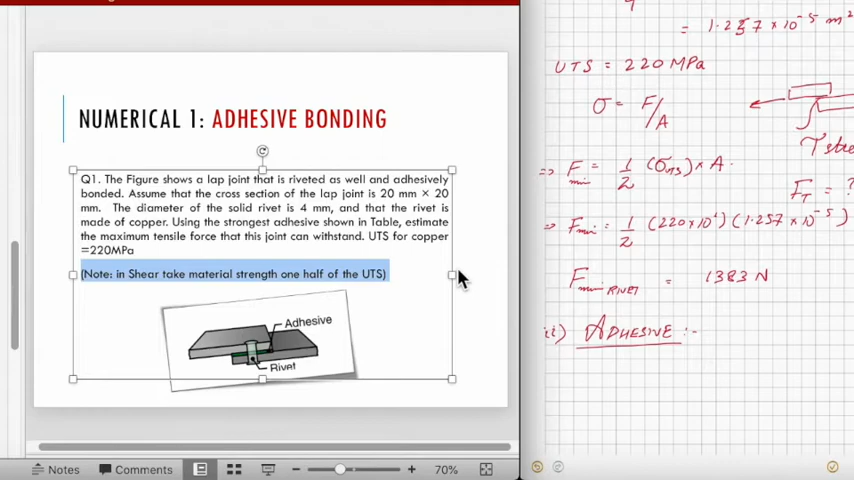 NUMERICAL 1: ADHESIVE BONDING
Q1. The Figure shows a lap joint that is riveted as well and adhesively
bonded. Assume that the cross section of the lap joint is 20 mm × 20
mm. The diameter of the solid rivet is 4 mm, and that the rivet is
made of copper. Using the strongest adhesive shown in Table, estimate
the maximum tensile force that this joint can withstand. UTS for copper
=220MPa
(Note: in Shear take material strength one half of the UTS)
Adhesive
Rivet
Notes
Comments
70%
= 1.257 × 10⁻⁵ m²
UTS = 220 MPa
σ = F/A
⇒ Fmin = 1/2 (σUTS) × A
FT = ?
⇒ Fmin = 1/2 (220×10⁶) (1.257 × 10⁻⁵)
Fmin RIVET = 1383 N
ii) ADHESIVE :-